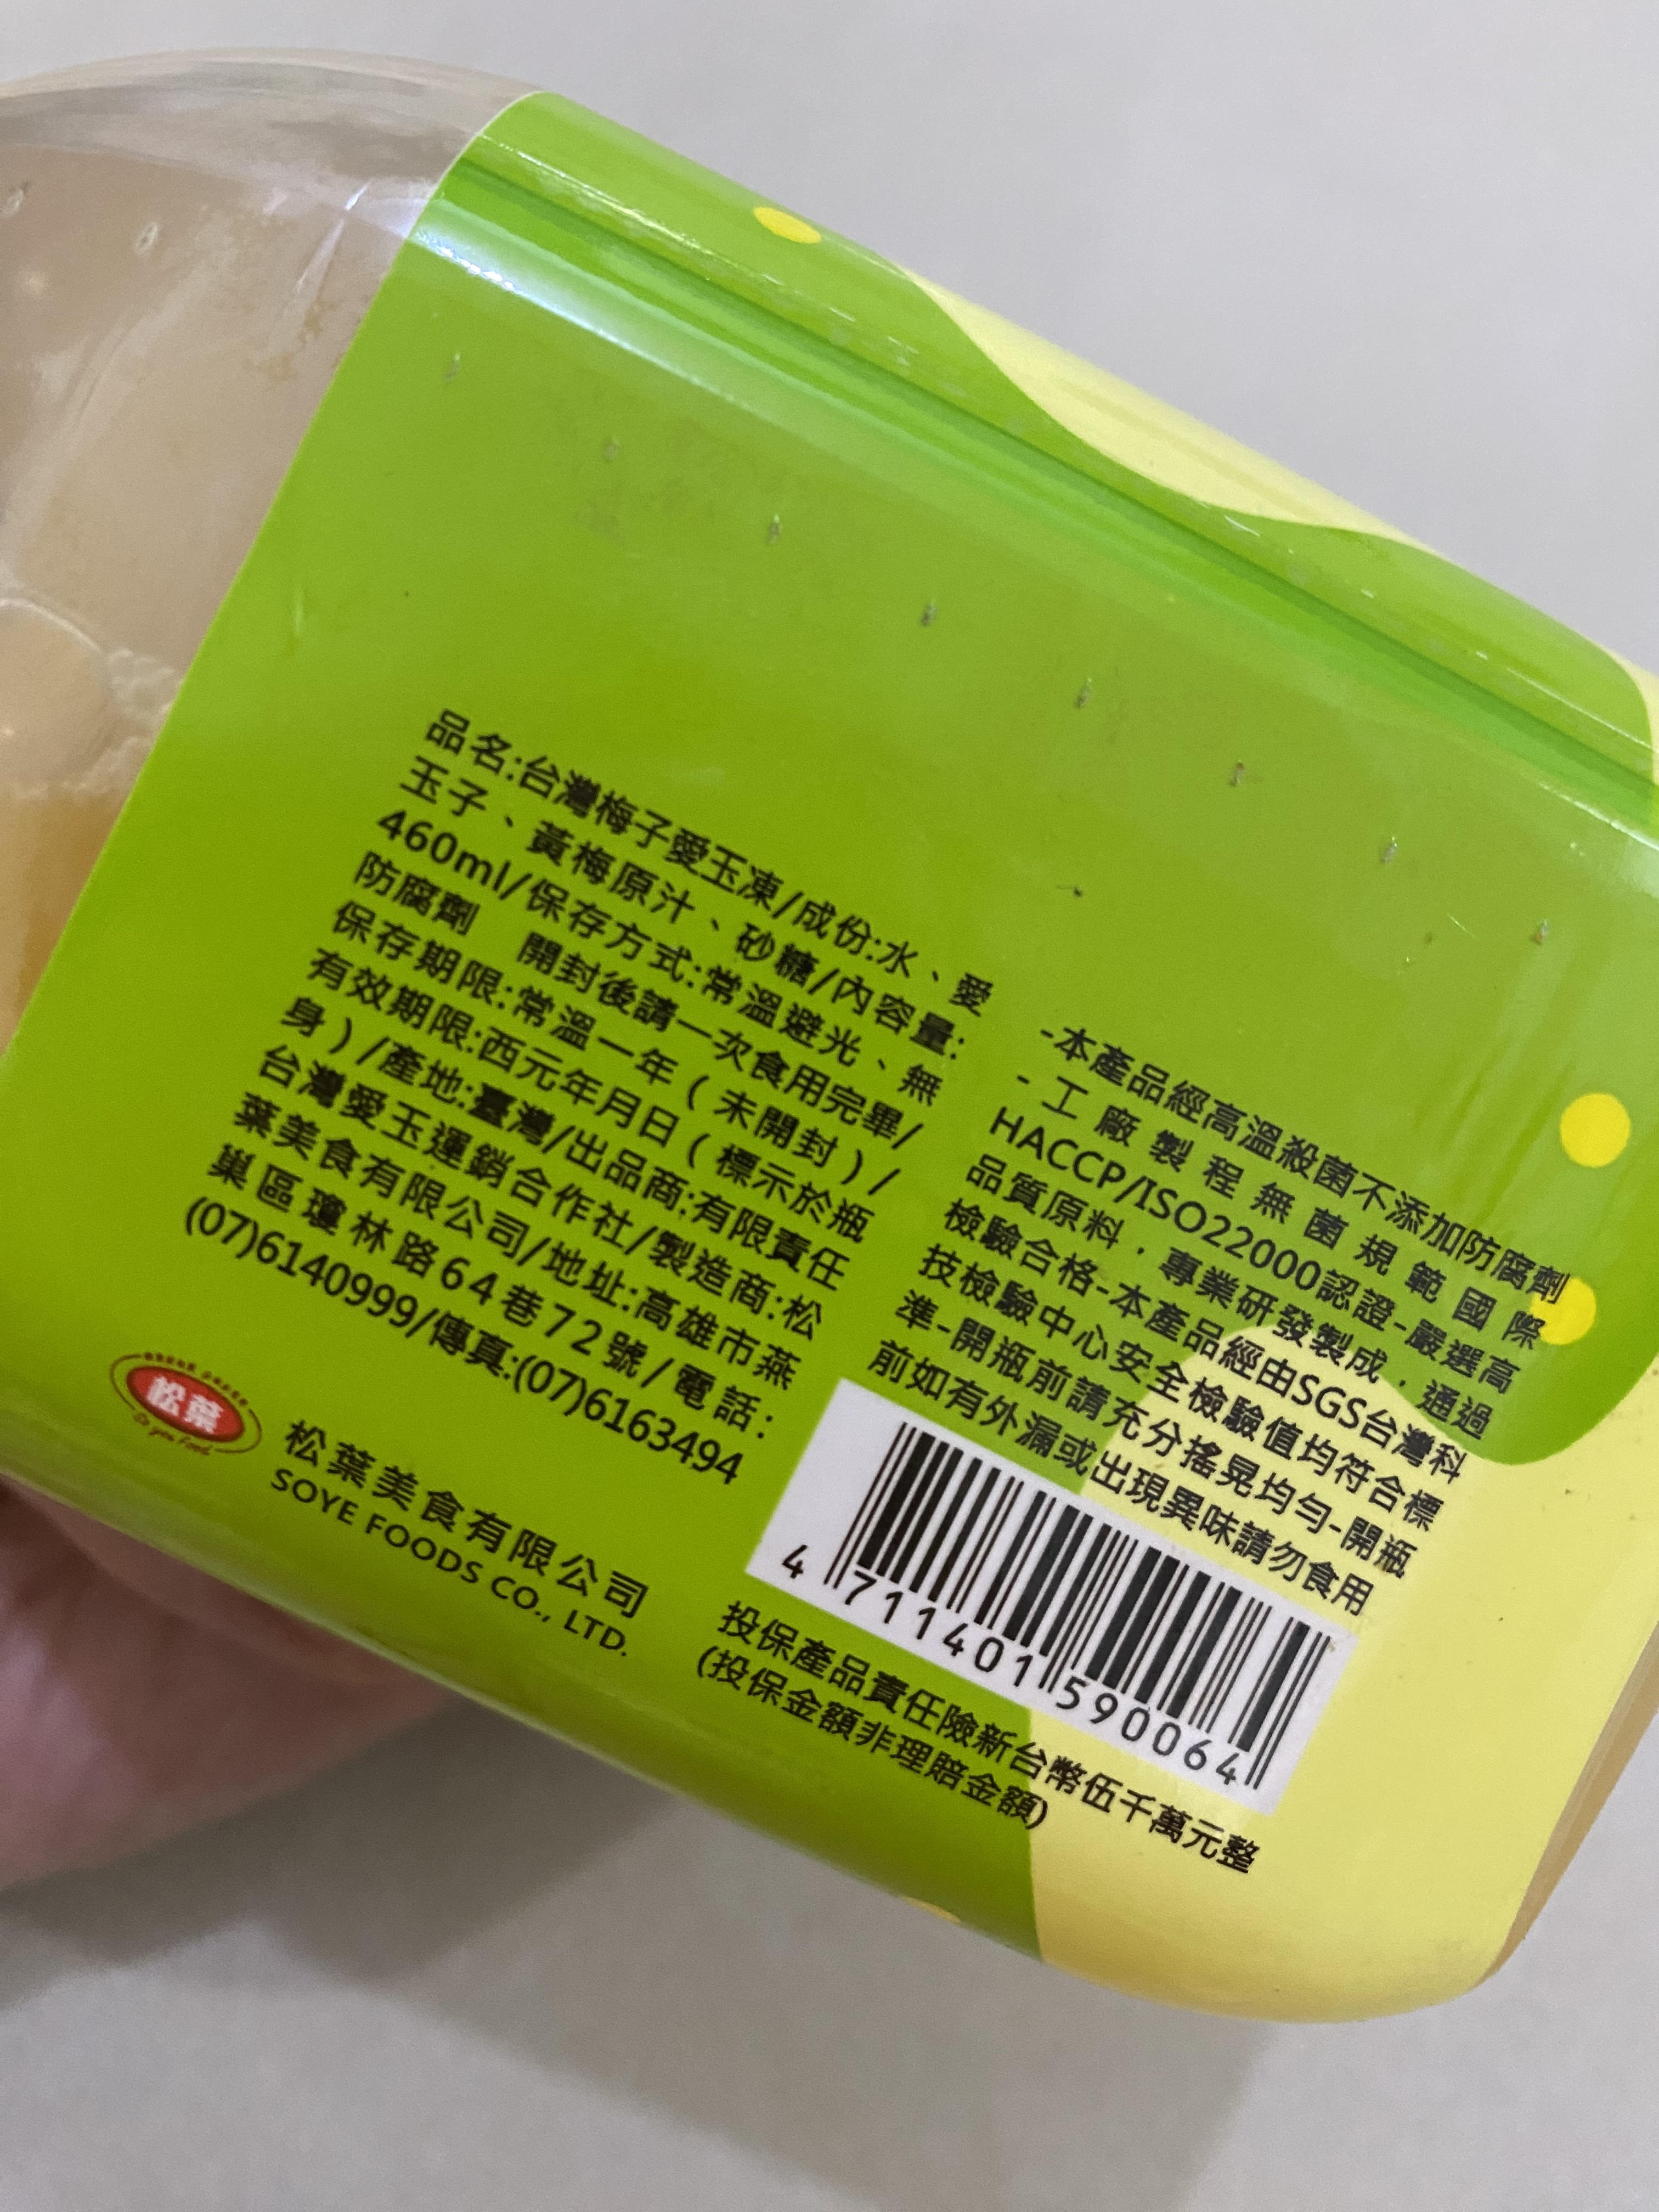 品名:台灣梅子愛玉凍/成份:水、愛
玉子、黃梅原汁、砂糖/內容量:
460ml/保存方式:常溫避光、無
防腐劑 開封後請一次食用完畢/
保存期限:常溫一年(未開封)/
有效期限:西元年月日(標示於瓶
身)/產地:臺灣/出品商:有限責任
台灣愛玉運銷合作社/製造商:松
葉美食有限公司/地址:高雄市燕
巢區瓊林路64巷72號/電話:
(07)6140999/傳真:(07)6163494
松葉
松葉美食有限公司
SOYE FOODS CO., LTD.
-本產品經高溫殺菌不添加防腐劑
-工廠製程無菌規範國際
HACCP/ISO22000認證-嚴選高
品質原料,專業研發製成,通過
檢驗合格-本產品經由SGS台灣科
技檢驗中心安全檢驗值均符合標
準-開瓶前請充分搖晃均勻-開瓶
前如有外漏或出現異味請勿食用
4 711401 590064
投保產品責任險新台幣伍千萬元整
(投保金額非理賠金額)